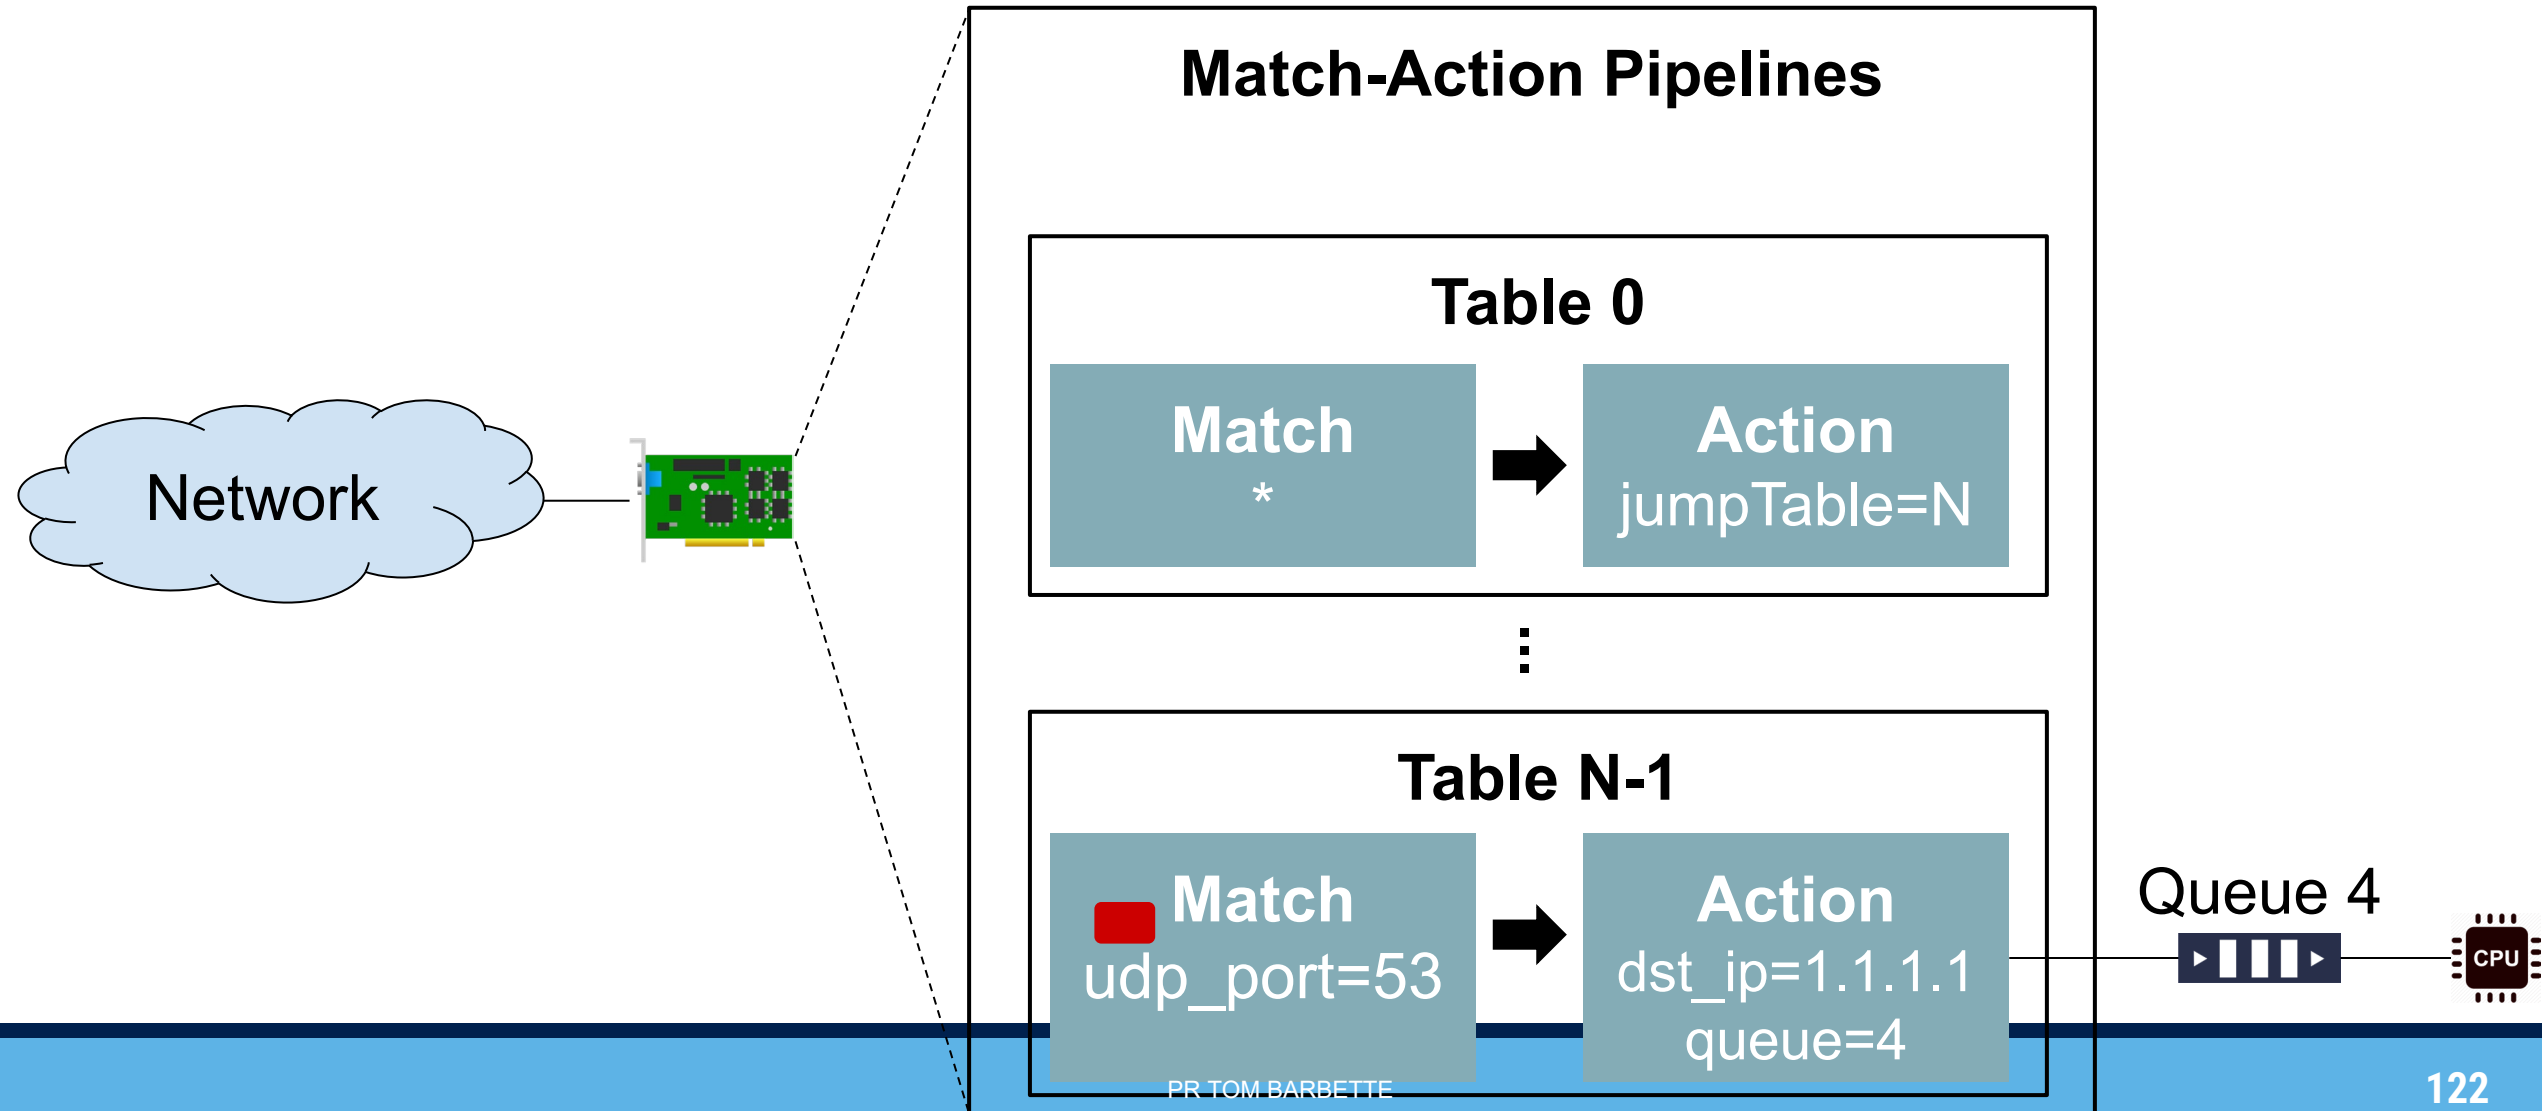 Match-Action Pipelines
Table 0
Match
*
Action
jumpTable=N
Network
Table N-1
Match
udp_port=53
Action
dst_ip=1.1.1.1
queue=4
Queue 4
CPU
PR TOM BARBETTE
122